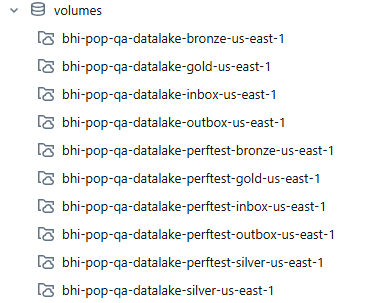 volumes
bhi-pop-qa-datalake-bronze-us-east-1
bhi-pop-qa-datalake-gold-us-east-1
bhi-pop-qa-datalake-inbox-us-east-1
bhi-pop-qa-datalake-outbox-us-east-1
bhi-pop-qa-datalake-perftest-bronze-us-east-1
bhi-pop-qa-datalake-perftest-gold-us-east-1
bhi-pop-qa-datalake-perftest-inbox-us-east-1
bhi-pop-qa-datalake-perftest-outbox-us-east-1
bhi-pop-qa-datalake-perftest-silver-us-east-1
bhi-pop-qa-datalake-silver-us-east-1